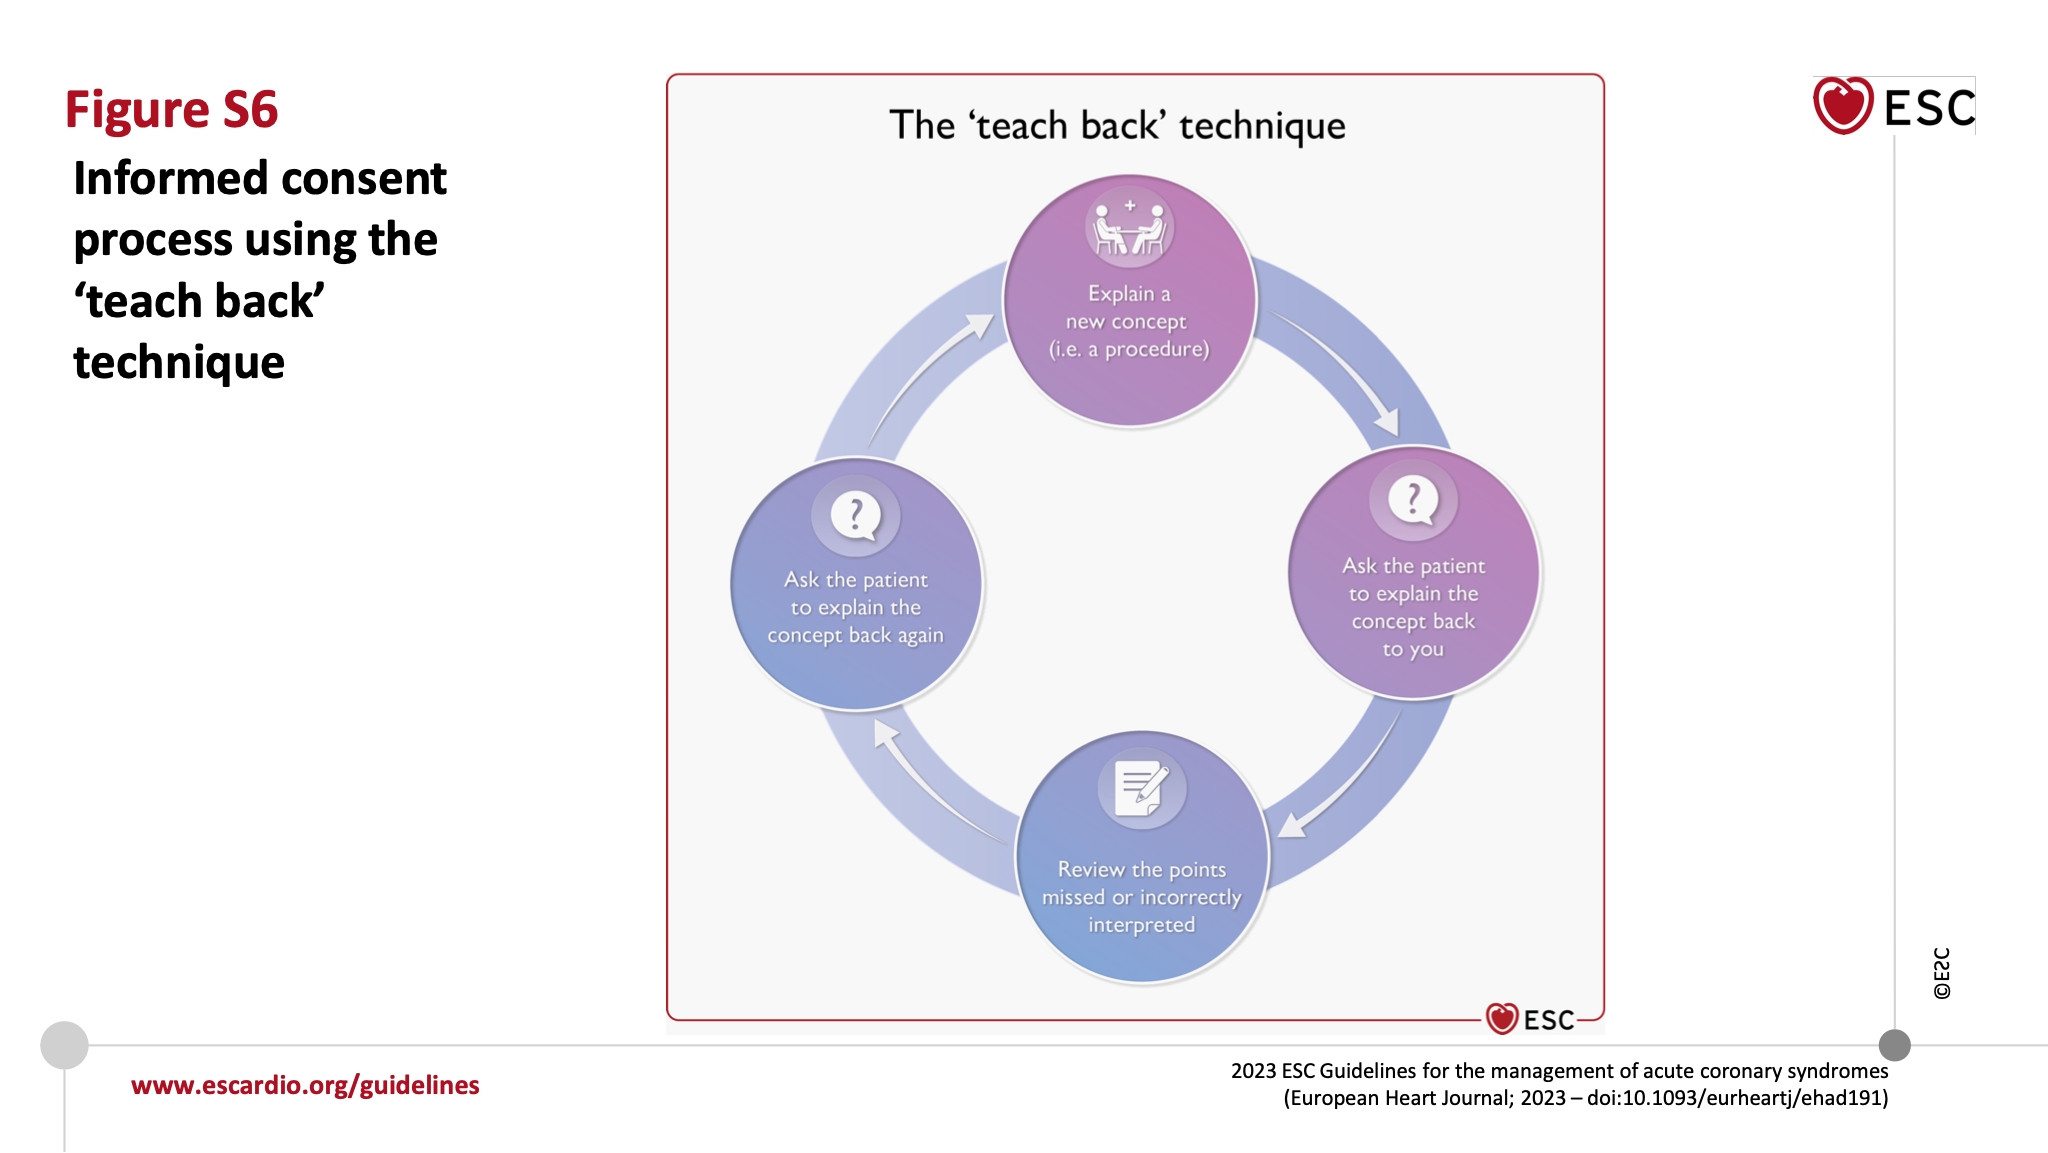 Figure S6
Informed consent
process using the
‘teach back’
technique
The ‘teach back’ technique
Explain a
new concept
(i.e. a procedure)
Ask the patient
to explain the
concept back
to you
Review the points
missed or incorrectly
interpreted
Ask the patient
to explain the
concept back again
ESC
ESC
©ESC
www.escardio.org/guidelines
2023 ESC Guidelines for the management of acute coronary syndromes
(European Heart Journal; 2023 – doi:10.1093/eurheartj/ehad191)